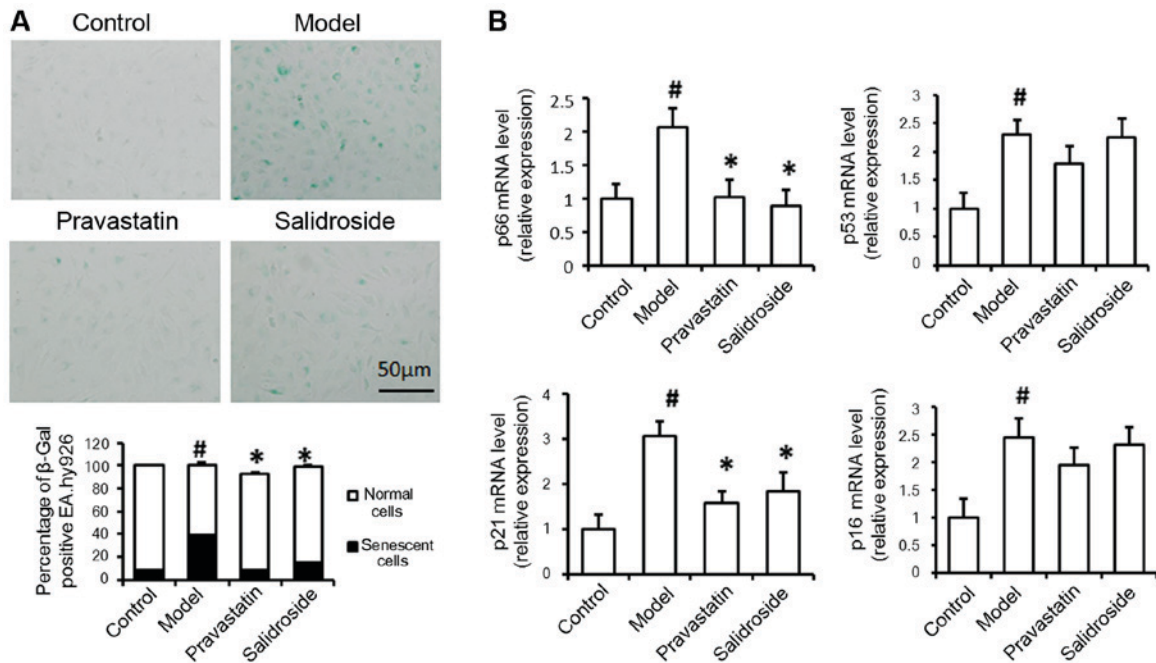 A
Control
Model
Pravastatin
Salidroside
50µm
Percentage of β-Gal
positive EA.hy926
120
100
80
60
40
20
0
#
*
*
Control
Model
Pravastatin
Salidroside
Normal
cells
Senescent
cells
B
p66 mRNA level
(relative expression)
2.5
2
1.5
1
0.5
0
#
*
*
Control
Model
Pravastatin
Salidroside
p53 mRNA level
(relative expression)
3
2.5
2
1.5
1
0.5
0
#
Control
Model
Pravastatin
Salidroside
p21 mRNA level
(relative expression)
4
3
2
1
0
#
*
*
Control
Model
Pravastatin
Salidroside
p16 mRNA level
(relative expression)
3
2.5
2
1.5
1
0.5
0
#
Control
Model
Pravastatin
Salidroside